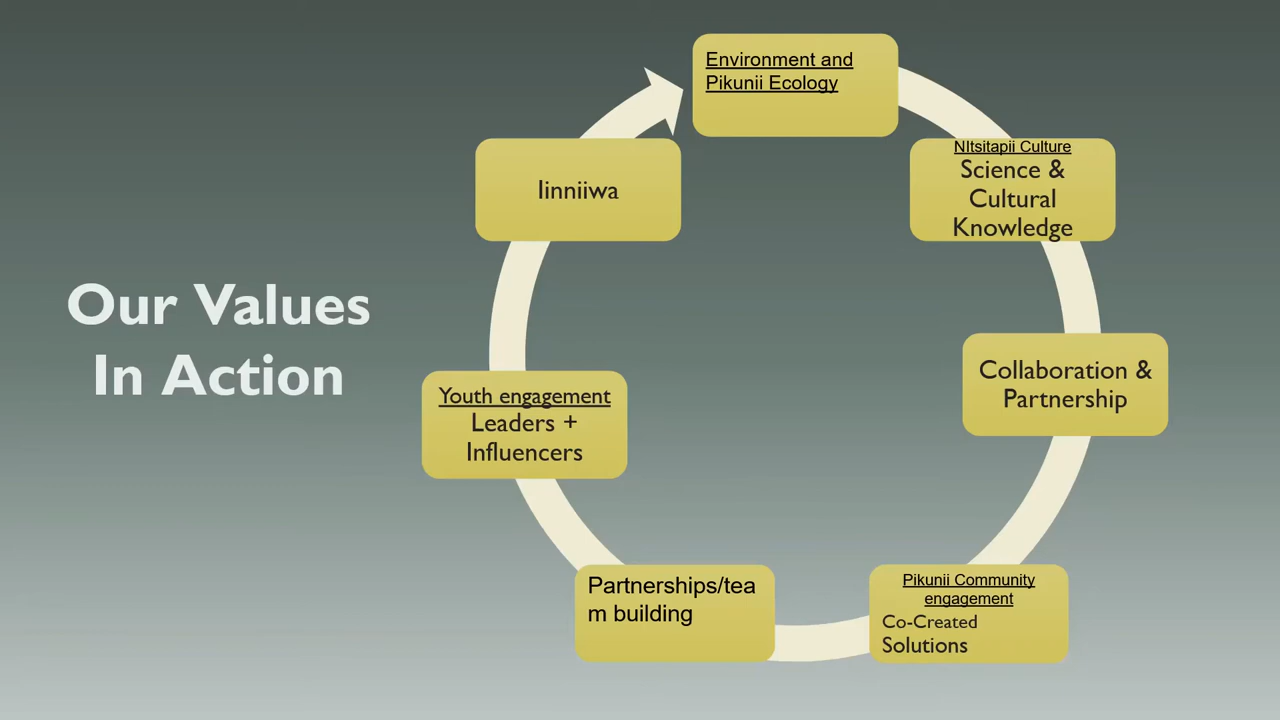 Our Values
In Action
Environment and
Pikunii Ecology
NItsitapii Culture
Science &
Cultural
Knowledge
Collaboration &
Partnership
Pikunii Community
engagement
Co-Created
Solutions
Partnerships/tea
m building
Youth engagement
Leaders +
Influencers
Iinniiwa